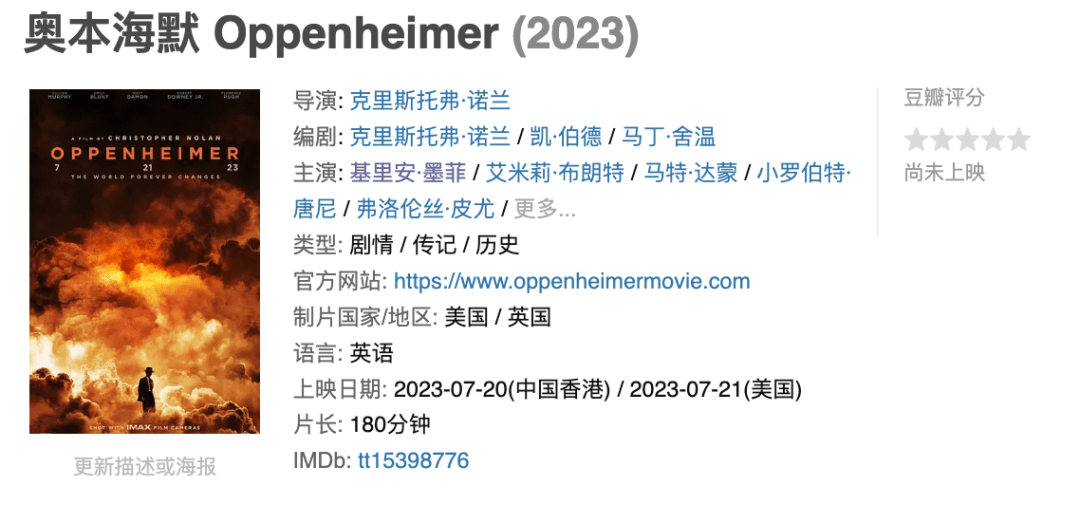 奥本海默 Oppenheimer (2023)
MURPHY BLUNT DAMON DOWNEY JR. PUGH
A FILM BY CHRISTOPHER NOLAN
OPPENHEIMER
7 21 23
THE WORLD FOREVER CHANGES
SHOT WITH IMAX FILM CAMERAS
更新描述或海报
导演: 克里斯托弗·诺兰
编剧: 克里斯托弗·诺兰 / 凯·伯德 / 马丁·舍温
主演: 基里安·墨菲 / 艾米莉·布朗特 / 马特·达蒙 / 小罗伯特·
唐尼 / 弗洛伦丝·皮尤 / 更多...
类型: 剧情 / 传记 / 历史
官方网站: https://www.oppenheimermovie.com
制片国家/地区: 美国 / 英国
语言: 英语
上映日期: 2023-07-20(中国香港) / 2023-07-21(美国)
片长: 180分钟
IMDb: tt15398776
豆瓣评分
尚未上映